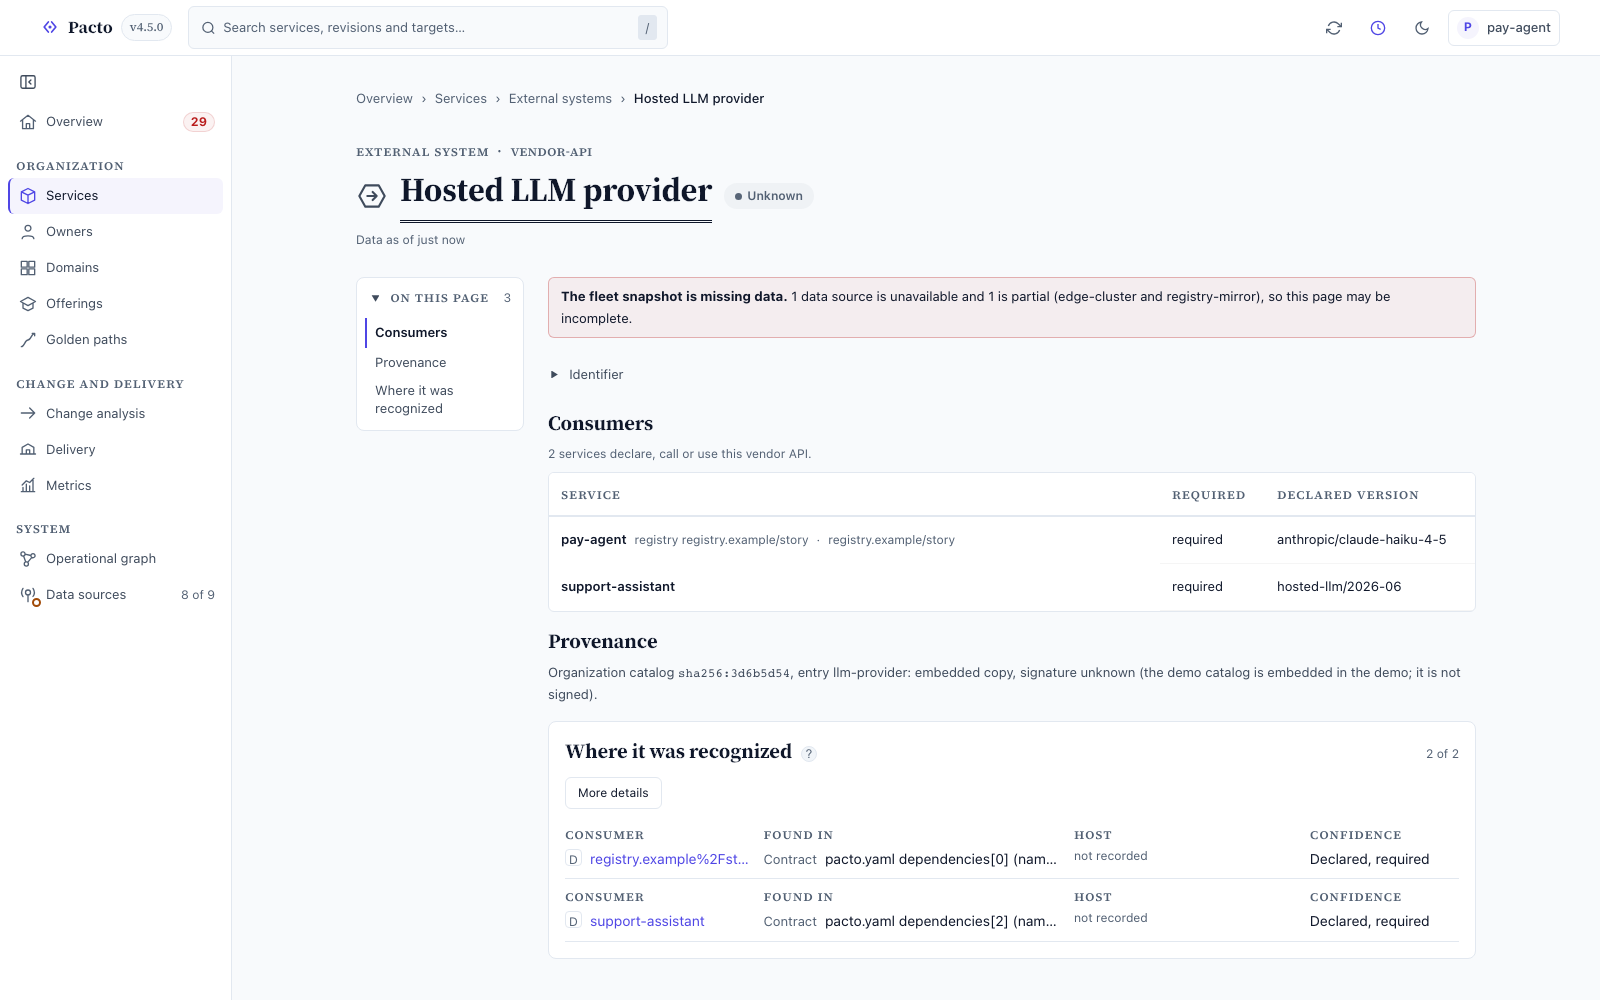 Pacto v4.5.0 Search services, revisions and targets... / P pay-agent
Overview 29
ORGANIZATION
Services
Owners
Domains
Offerings
Golden paths
CHANGE AND DELIVERY
Change analysis
Delivery
Metrics
SYSTEM
Operational graph
Data sources 8 of 9
Overview › Services › External systems › Hosted LLM provider
EXTERNAL SYSTEM · VENDOR-API
Hosted LLM provider Unknown
Data as of just now
ON THIS PAGE 3
Consumers
Provenance
Where it was
recognized
The fleet snapshot is missing data. 1 data source is unavailable and 1 is partial (edge-cluster and registry-mirror), so this page may be
incomplete.
Identifier
Consumers
2 services declare, call or use this vendor API.
SERVICE REQUIRED DECLARED VERSION
pay-agent registry registry.example/story · registry.example/story required anthropic/claude-haiku-4-5
support-assistant required hosted-llm/2026-06
Provenance
Organization catalog sha256:3d6b5d54, entry llm-provider: embedded copy, signature unknown (the demo catalog is embedded in the demo; it is not
signed).
Where it was recognized ? 2 of 2
More details
CONSUMER FOUND IN HOST CONFIDENCE
D registry.example%2Fst... Contract pacto.yaml dependencies[0] (nam... not recorded Declared, required
CONSUMER FOUND IN HOST CONFIDENCE
D support-assistant Contract pacto.yaml dependencies[2] (nam... not recorded Declared, required